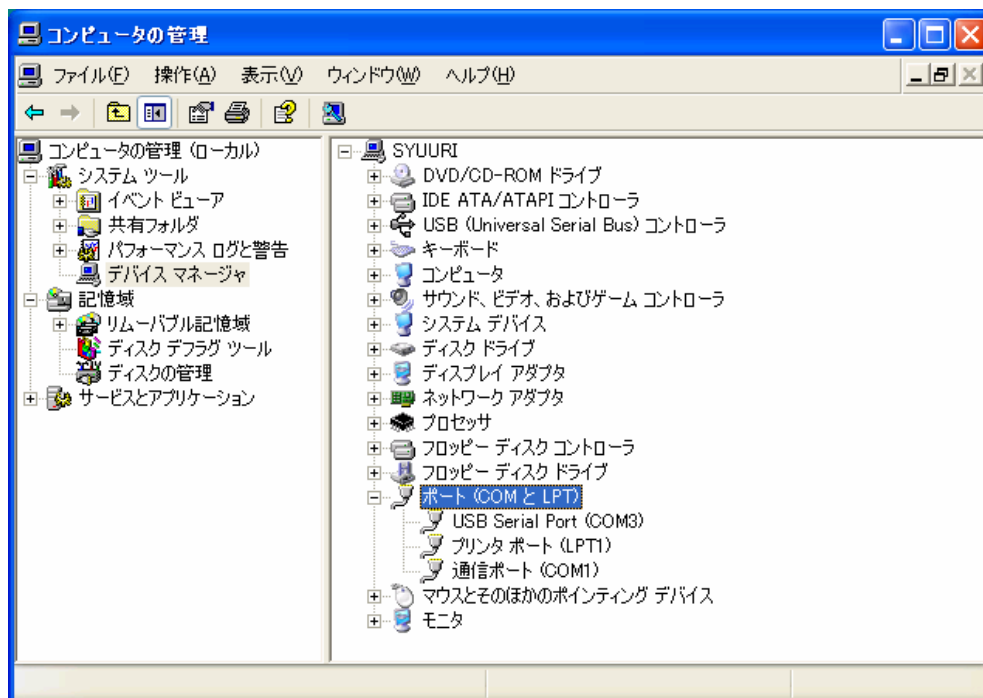 コンピュータの管理
ファイル(F) 操作(A) 表示(V) ウィンドウ(W) ヘルプ(H)
コンピュータの管理 (ローカル)
システム ツール
イベント ビューア
共有フォルダ
パフォーマンス ログと警告
デバイス マネージャ
記憶域
リムーバブル記憶域
ディスク デフラグ ツール
ディスクの管理
サービスとアプリケーション
SYUURI
DVD/CD-ROM ドライブ
IDE ATA/ATAPI コントローラ
USB (Universal Serial Bus) コントローラ
キーボード
コンピュータ
サウンド、ビデオ、およびゲーム コントローラ
システム デバイス
ディスク ドライブ
ディスプレイ アダプタ
ネットワーク アダプタ
プロセッサ
フロッピー ディスク コントローラ
フロッピー ディスク ドライブ
ポート (COM と LPT)
USB Serial Port (COM3)
プリンタ ポート (LPT1)
通信ポート (COM1)
マウスとそのほかのポインティング デバイス
モニタ